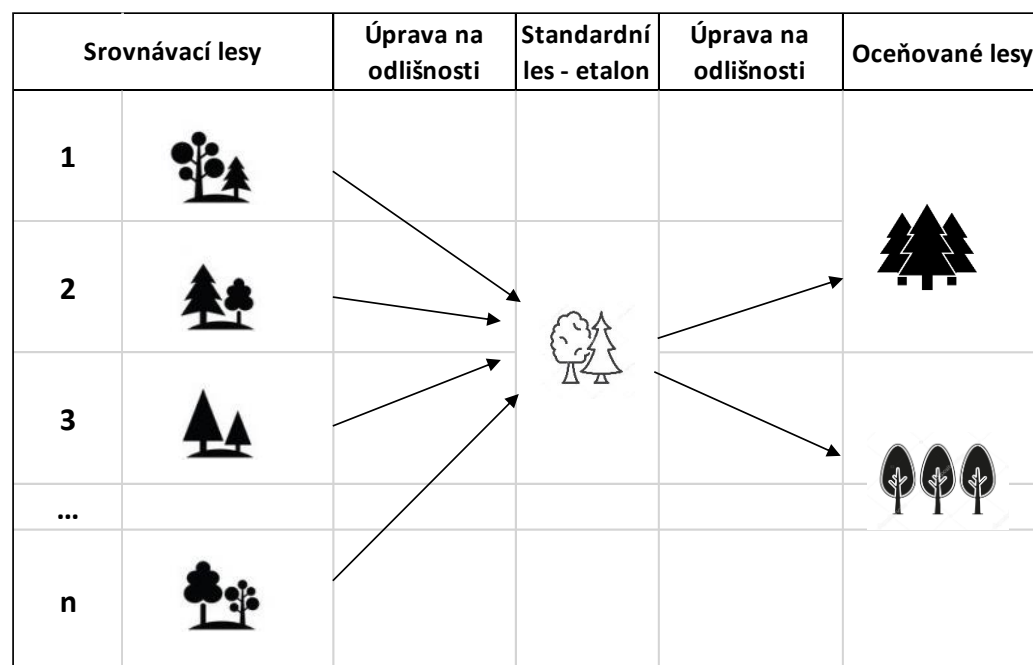 Srovnávací lesy
Úprava na
odlišnosti
Standardní
les - etalon
Úprava na
odlišnosti
Oceňované lesy
1
2
3
...
n